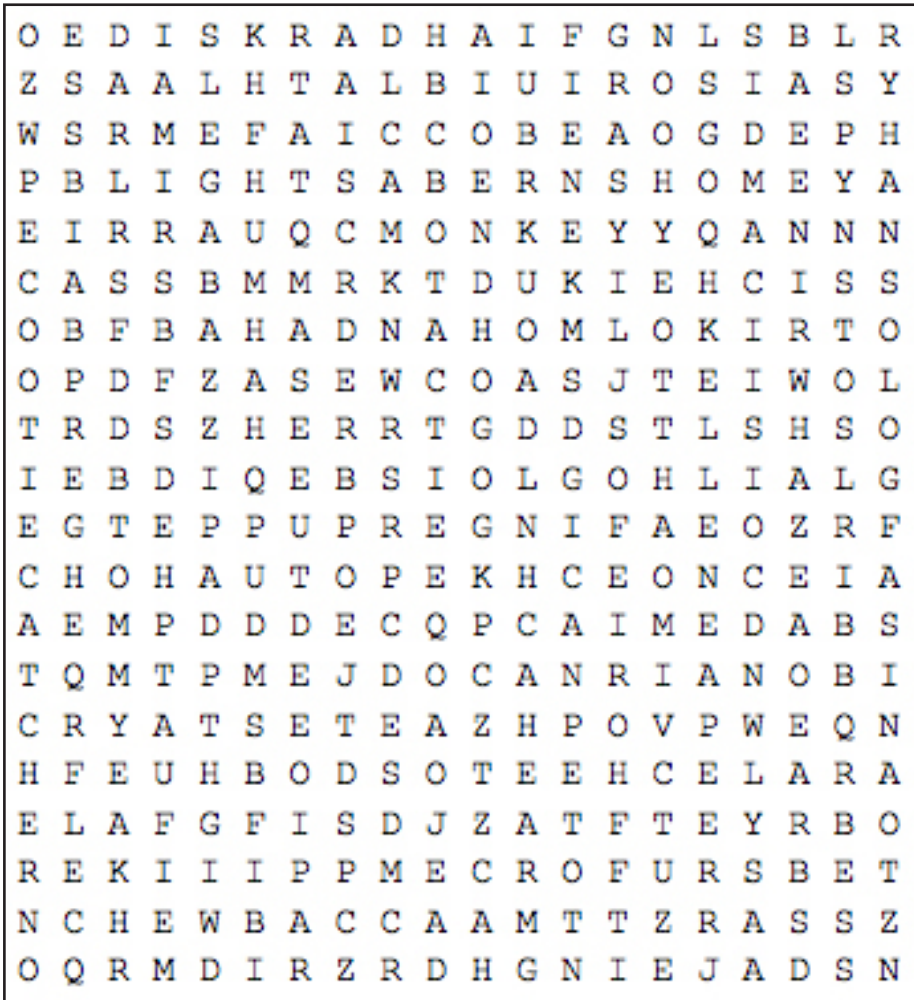 O E D I S K R A D H A I F G N L S B L R
Z S A A L H T A L B I U I R O S I A S Y
W S R M E F A I C C O B E A O G D E P H
P B L I G H T S A B E R N S H O M E Y A
E I R R A U Q C M O N K E Y Y Q A N N N
C A S S B M M R K T D U K I E H C I S S
O B F B A H A D N A H O M L O K I R T O
O P D F Z A S E W C O A S J T E I W O L
T R D S Z H E R R T G D D S T L S H S O
I E B D I Q E B S I O L G O H L I A L G
E G T E P P U P R E G N I F A E O Z R F
C H O H A U T O P E K H C E O N C E I A
A E M P D D D E C Q P C A I M E D A B S
T Q M T P M E J D O C A N R I A N O B I
C R Y A T S E T E A Z H P O V P W E Q N
H F E U H B O D S O T E E H C E L A R A
E L A F G F I S D J Z A T F T E Y R B O
R E K I I I P P M E C R O F U R S B E T
N C H E W B A C C A A M T T Z R A S S Z
O Q R M D I R Z R D H G N I E J A D S N